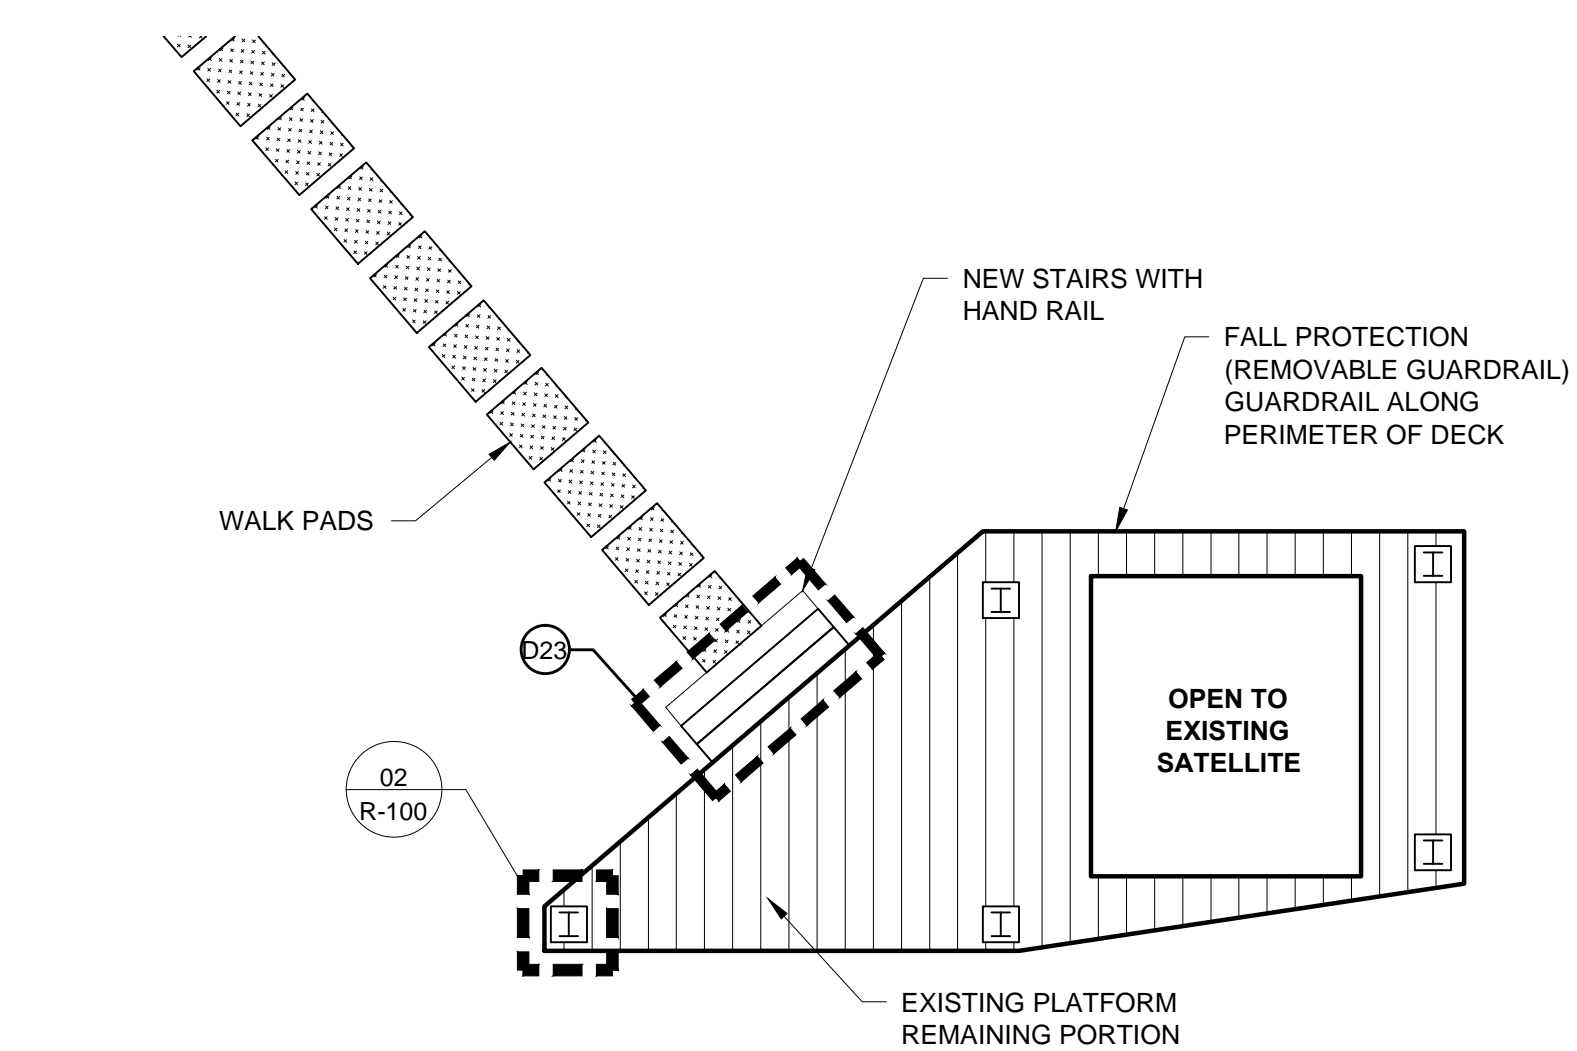 NEW STAIRS WITH
HAND RAIL
FALL PROTECTION
(REMOVABLE GUARDRAIL)
GUARDRAIL ALONG
PERIMETER OF DECK
WALK PADS
D23
OPEN TO
EXISTING
SATELLITE
02
R-100
EXISTING PLATFORM
REMAINING PORTION